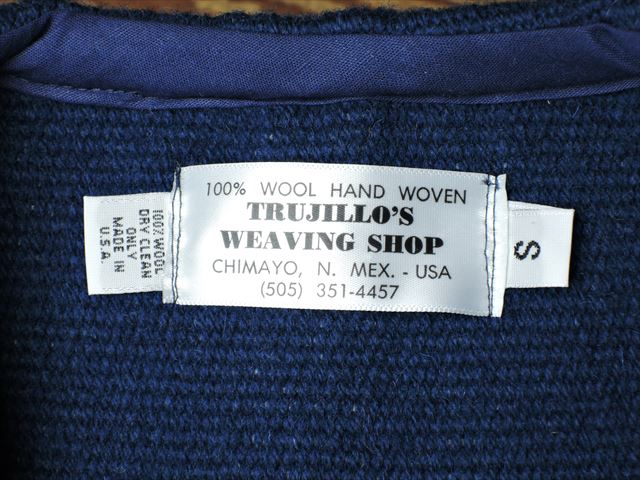 100% WOOL HAND WOVEN
TRUJILLO'S
WEAVING SHOP
CHIMAYO, N. MEX. - USA
(505) 351-4457
100% WOOL
DRY CLEAN
ONLY
MADE IN
U.S.A.
S